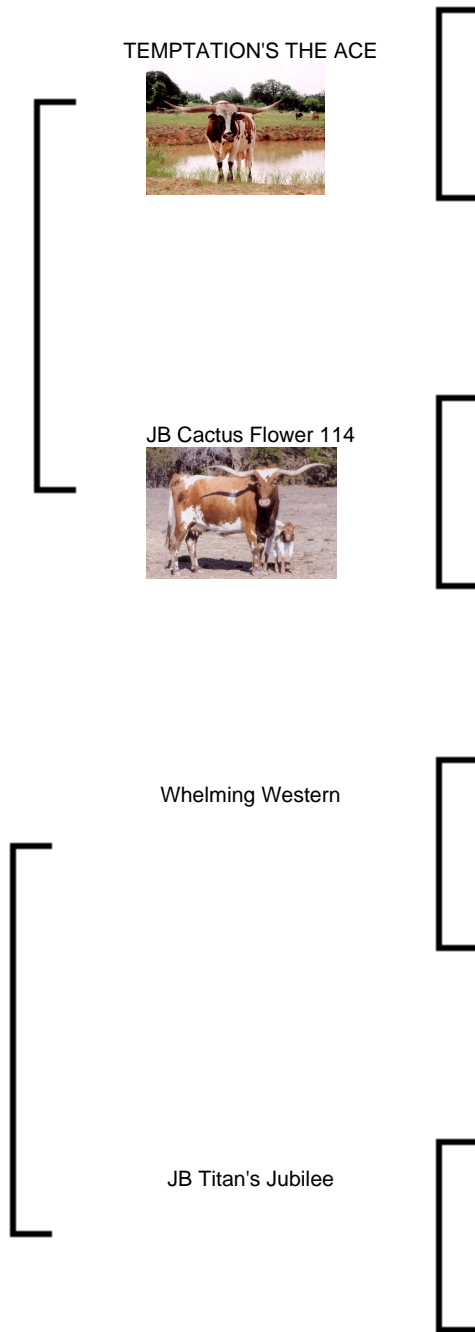 TEMPTATION'S THE ACE
JB Cactus Flower 114
Whelming Western
JB Titan's Jubilee